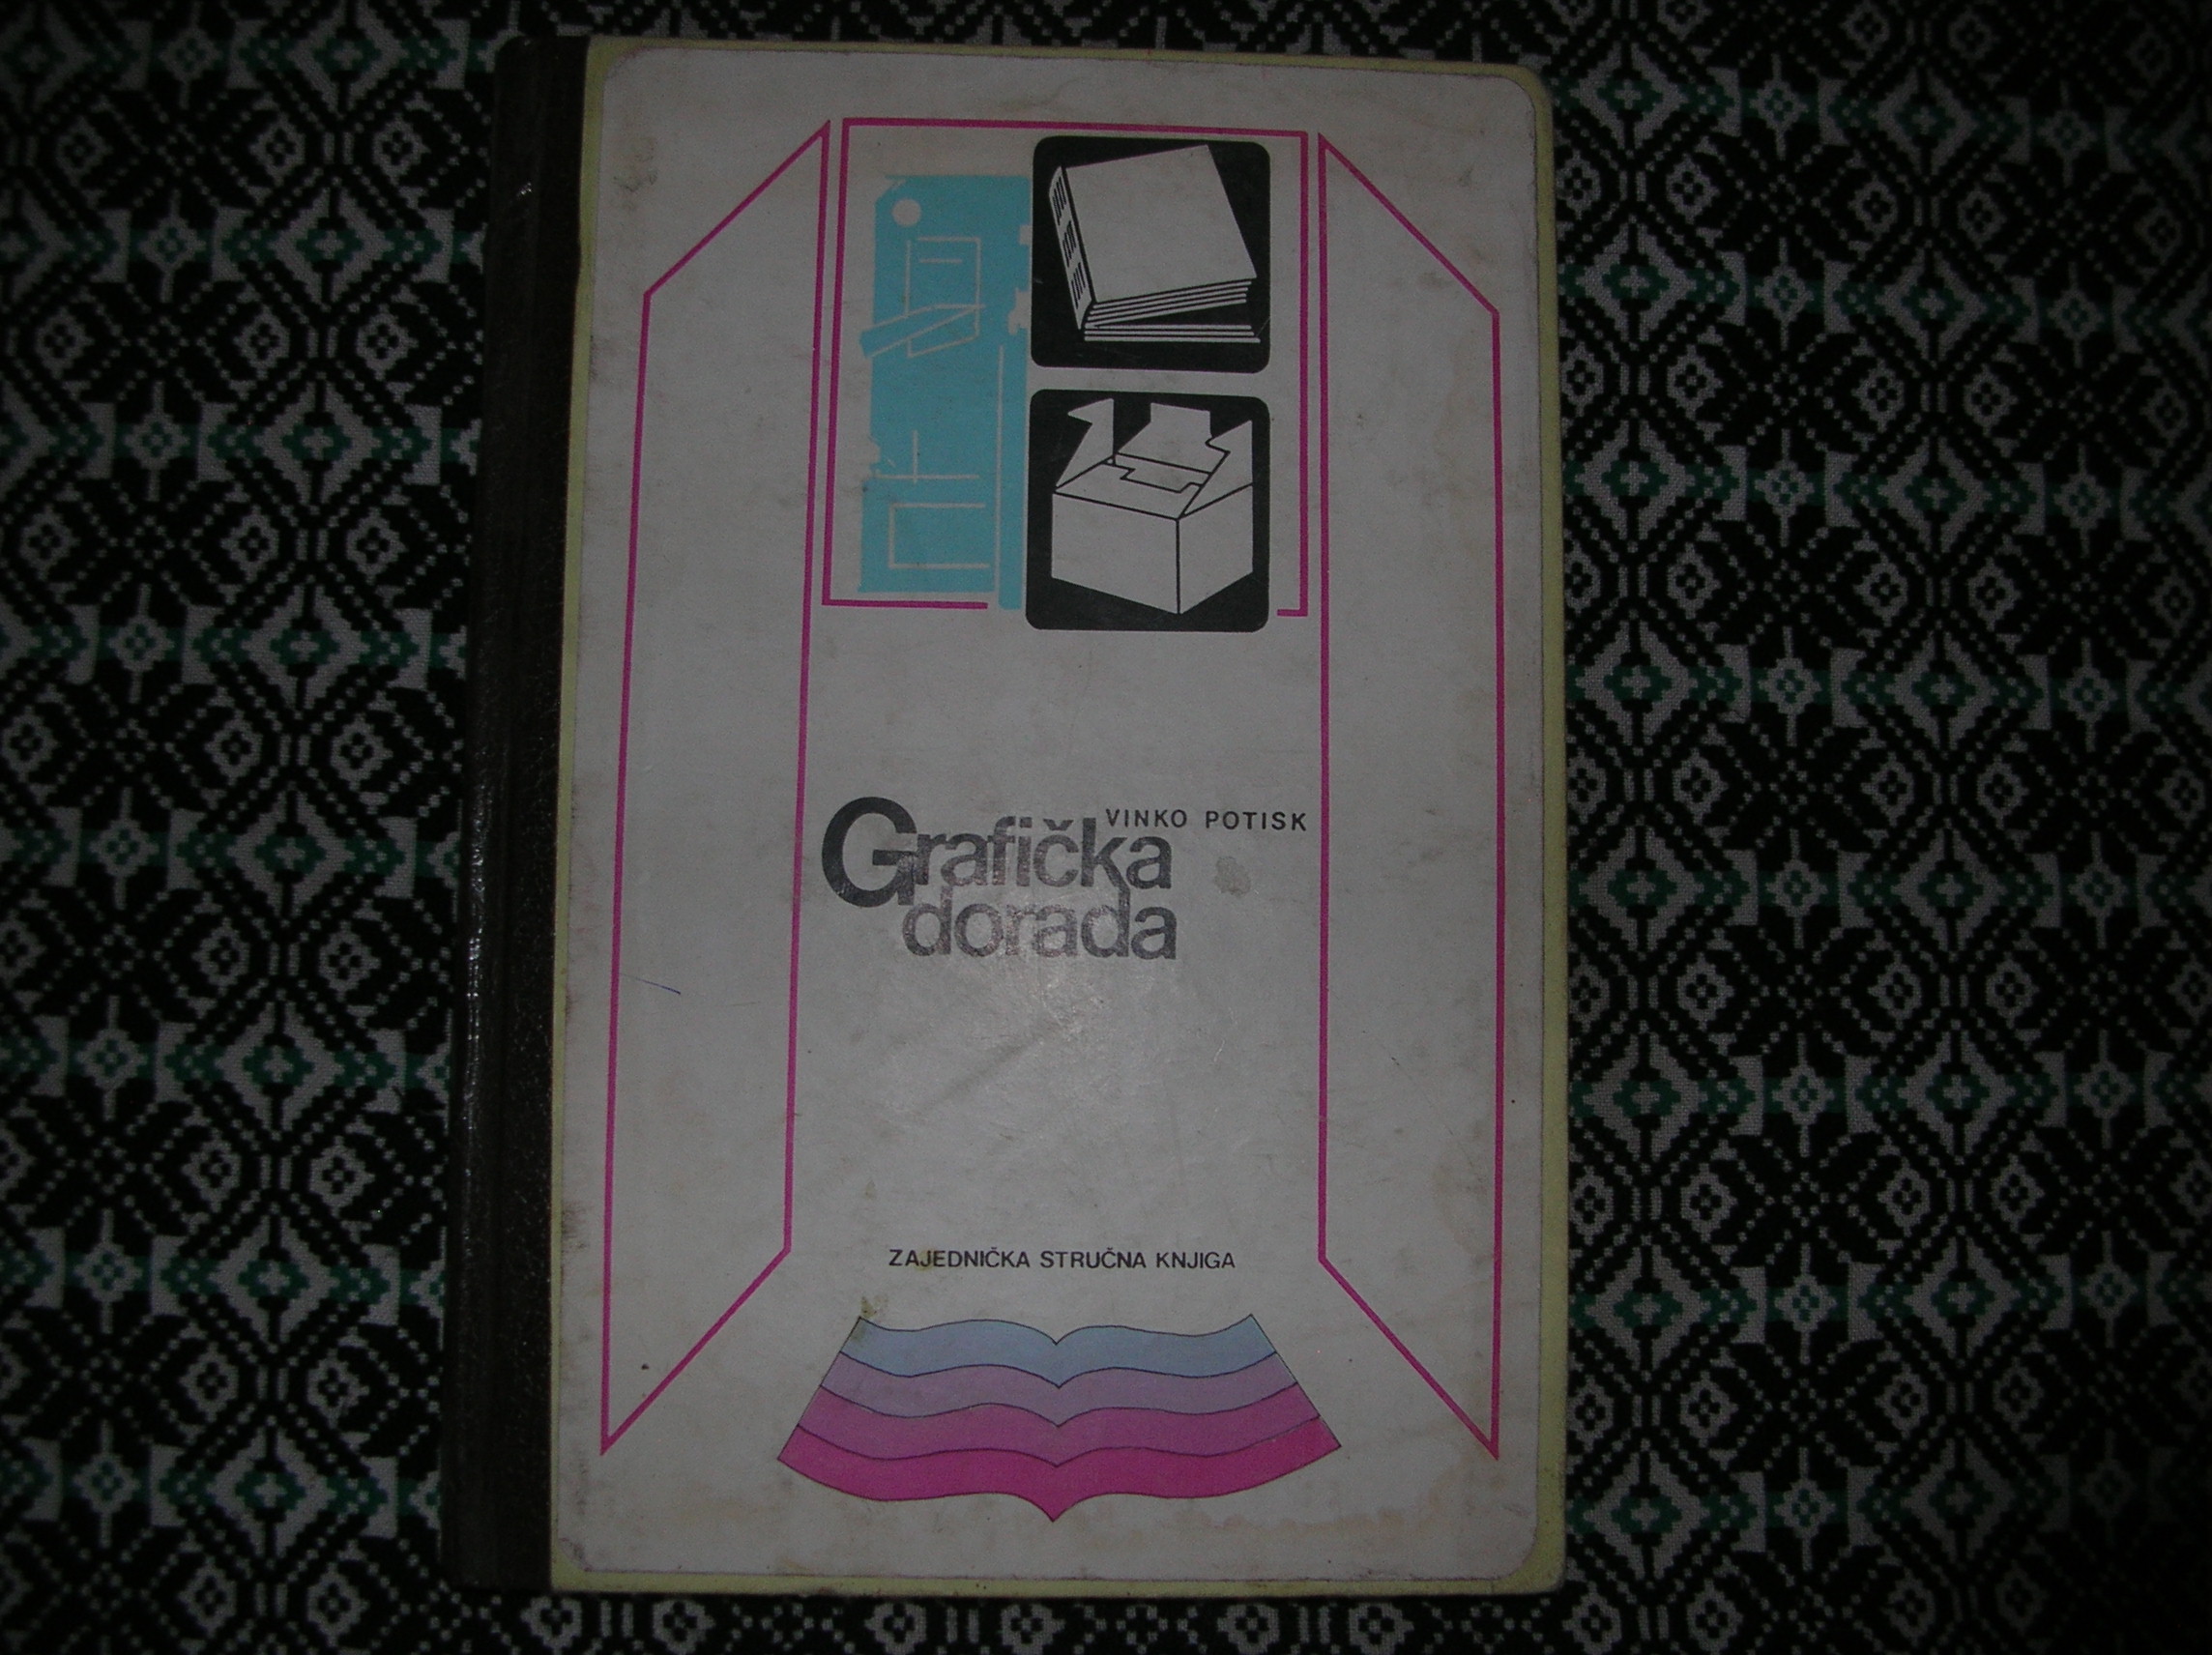 VINKO POTISK
Grafička
dorada
ZAJEDNIČKA STRUČNA KNJIGA